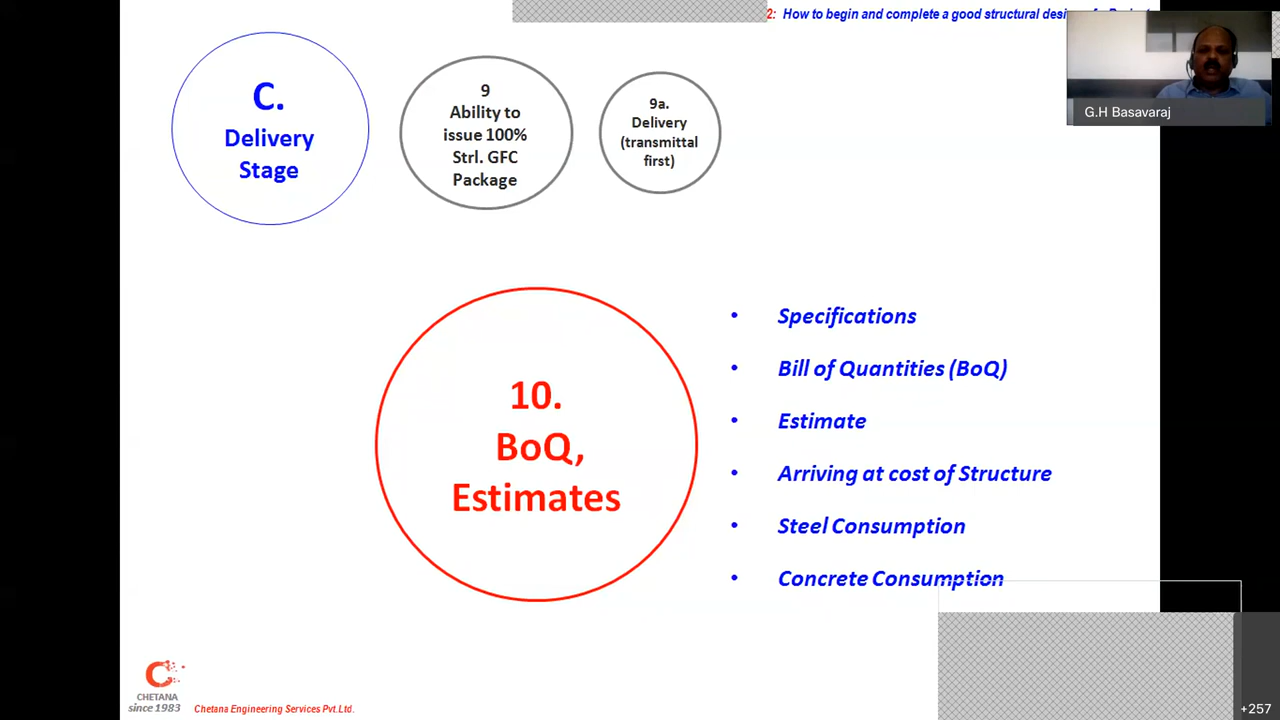 2: How to begin and complete a good structural
C.
Delivery
Stage
9
Ability to
issue 100%
Strl. GFC
Package
9a.
Delivery
(transmittal
first)
G.H Basavaraj
10.
BoQ,
Estimates
• Specifications
• Bill of Quantities (BoQ)
• Estimate
• Arriving at cost of Structure
• Steel Consumption
• Concrete Consumption
CHETANA
since 1983
Chetana Engineering Services Pvt.Ltd.
+257